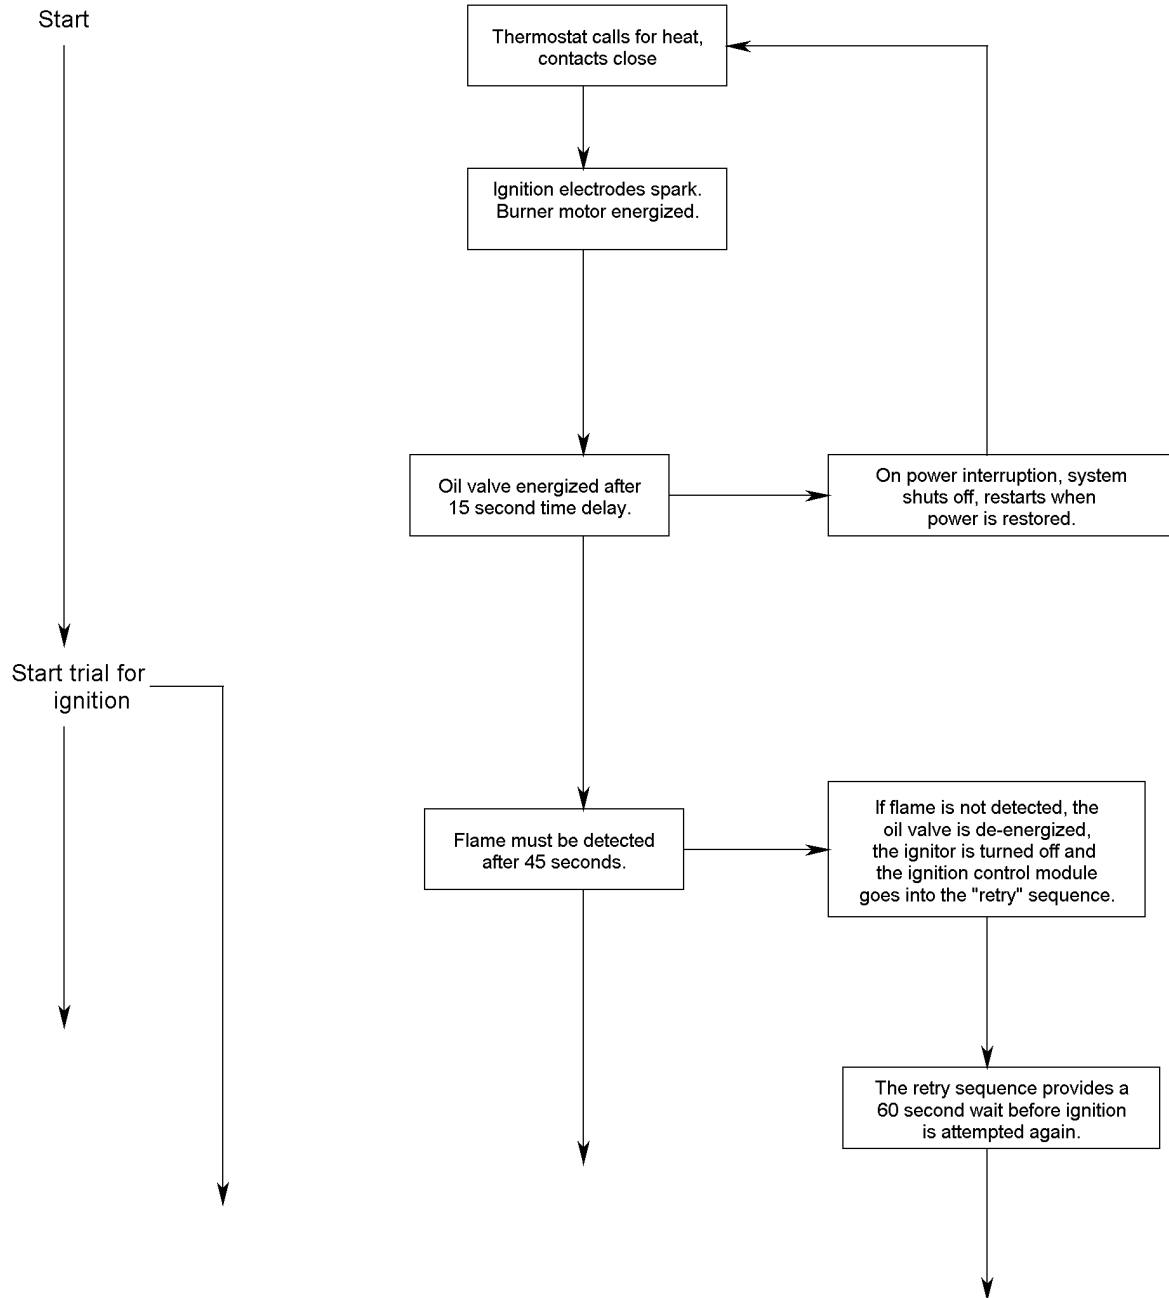 Start
Thermostat calls for heat,
contacts close
Ignition electrodes spark.
Burner motor energized.
Oil valve energized after
15 second time delay.
On power interruption, system
shuts off, restarts when
power is restored.
Start trial for
ignition
Flame must be detected
after 45 seconds.
If flame is not detected, the
oil valve is de-energized,
the ignitor is turned off and
the ignition control module
goes into the "retry" sequence.
The retry sequence provides a
60 second wait before ignition
is attempted again.